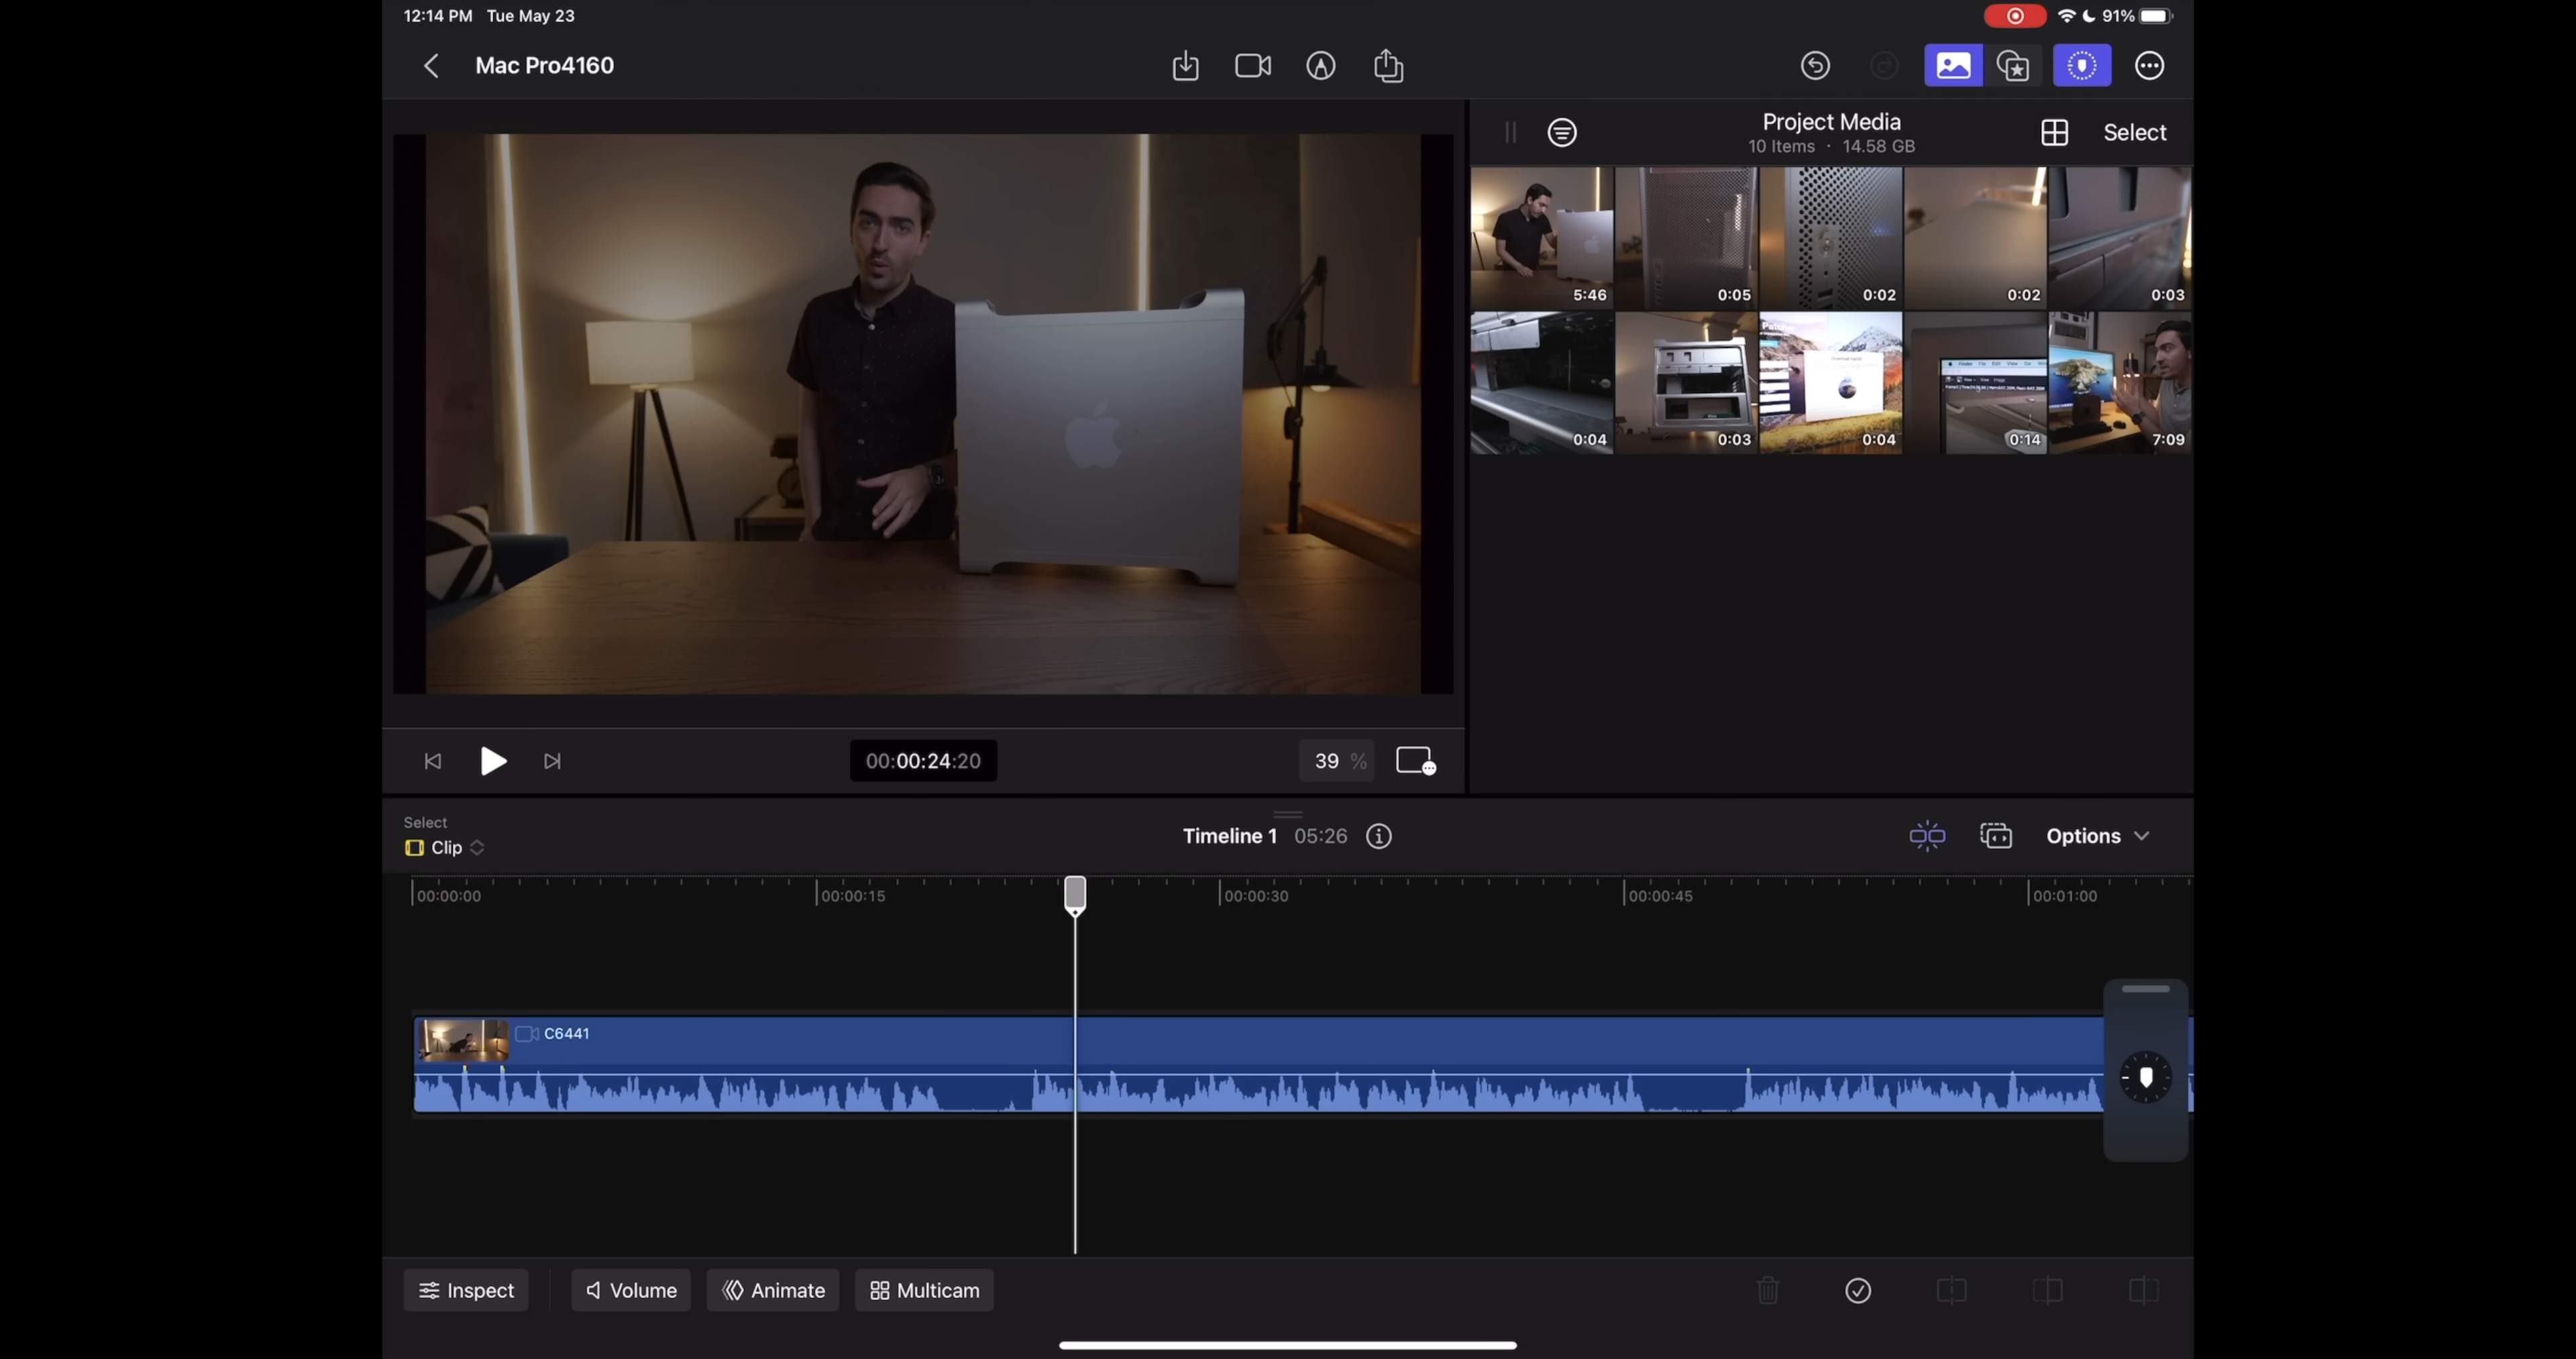 12:14 PM Tue May 23
91%
Mac Pro4160
Project Media
10 Items · 14.58 GB
Select
5:46
0:05
0:02
0:02
0:03
0:04
0:03
0:04
0:14
7:09
00:00:24:20
39 %
Select
Clip
Timeline 1 05:26
Options
00:00:00
00:00:15
00:00:30
00:00:45
00:01:00
C6441
Inspect
Volume
Animate
Multicam